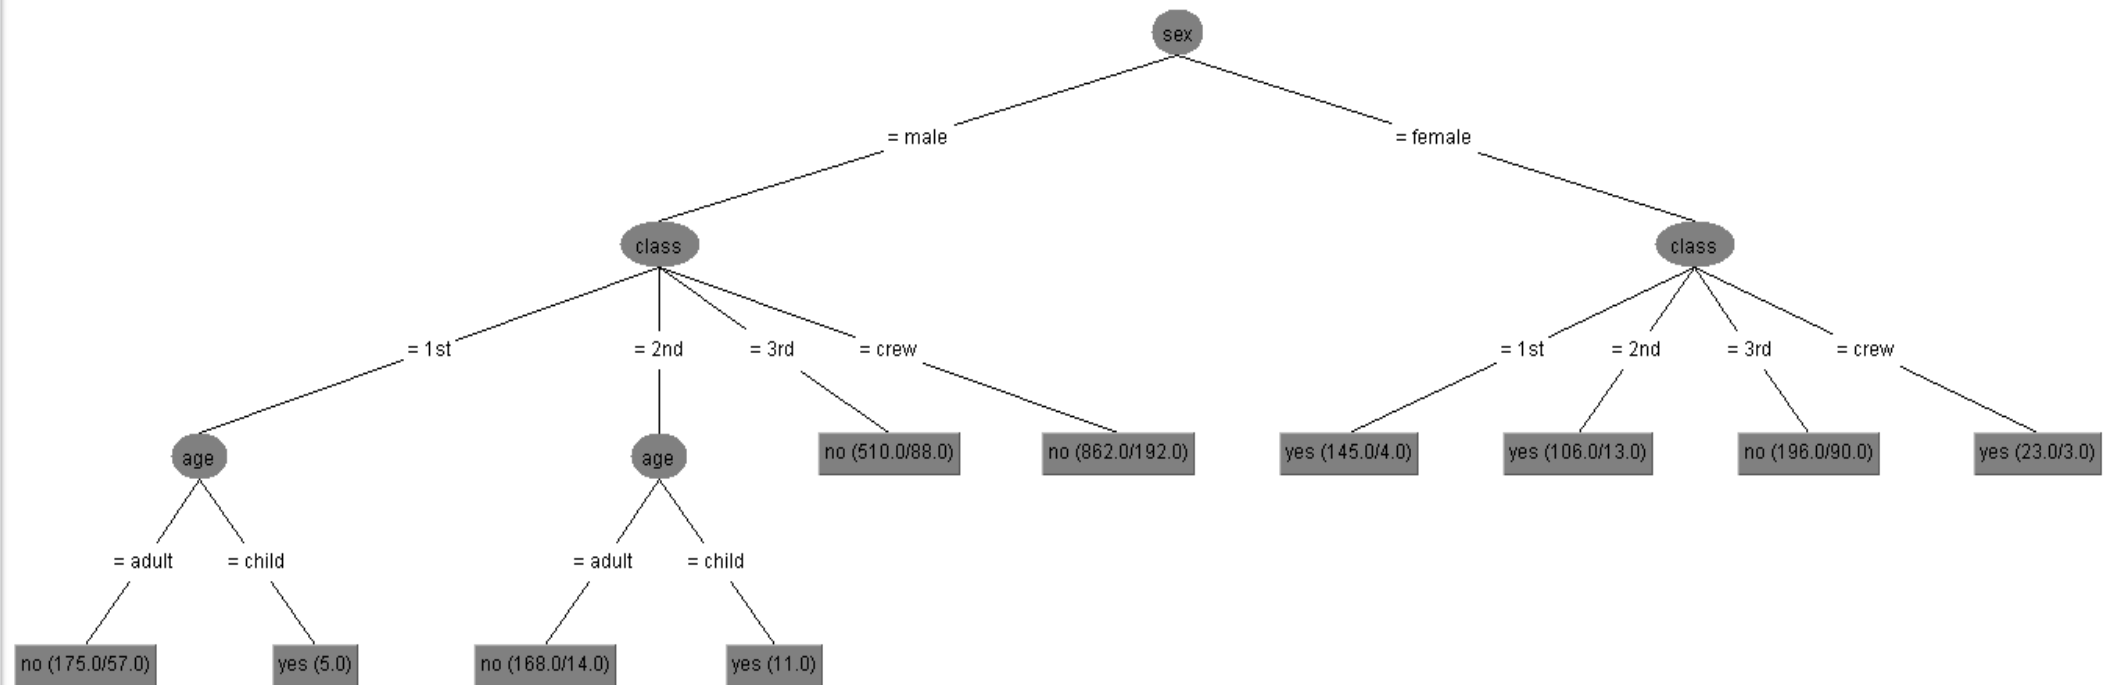 sex
= male
= female
class
class
= 1st
= 2nd
= 3rd
= crew
= 1st
= 2nd
= 3rd
= crew
age
age
no (510.0/88.0)
no (862.0/192.0)
yes (145.0/4.0)
yes (106.0/13.0)
no (196.0/90.0)
yes (23.0/3.0)
= adult
= child
= adult
= child
no (175.0/57.0)
yes (5.0)
no (168.0/14.0)
yes (11.0)